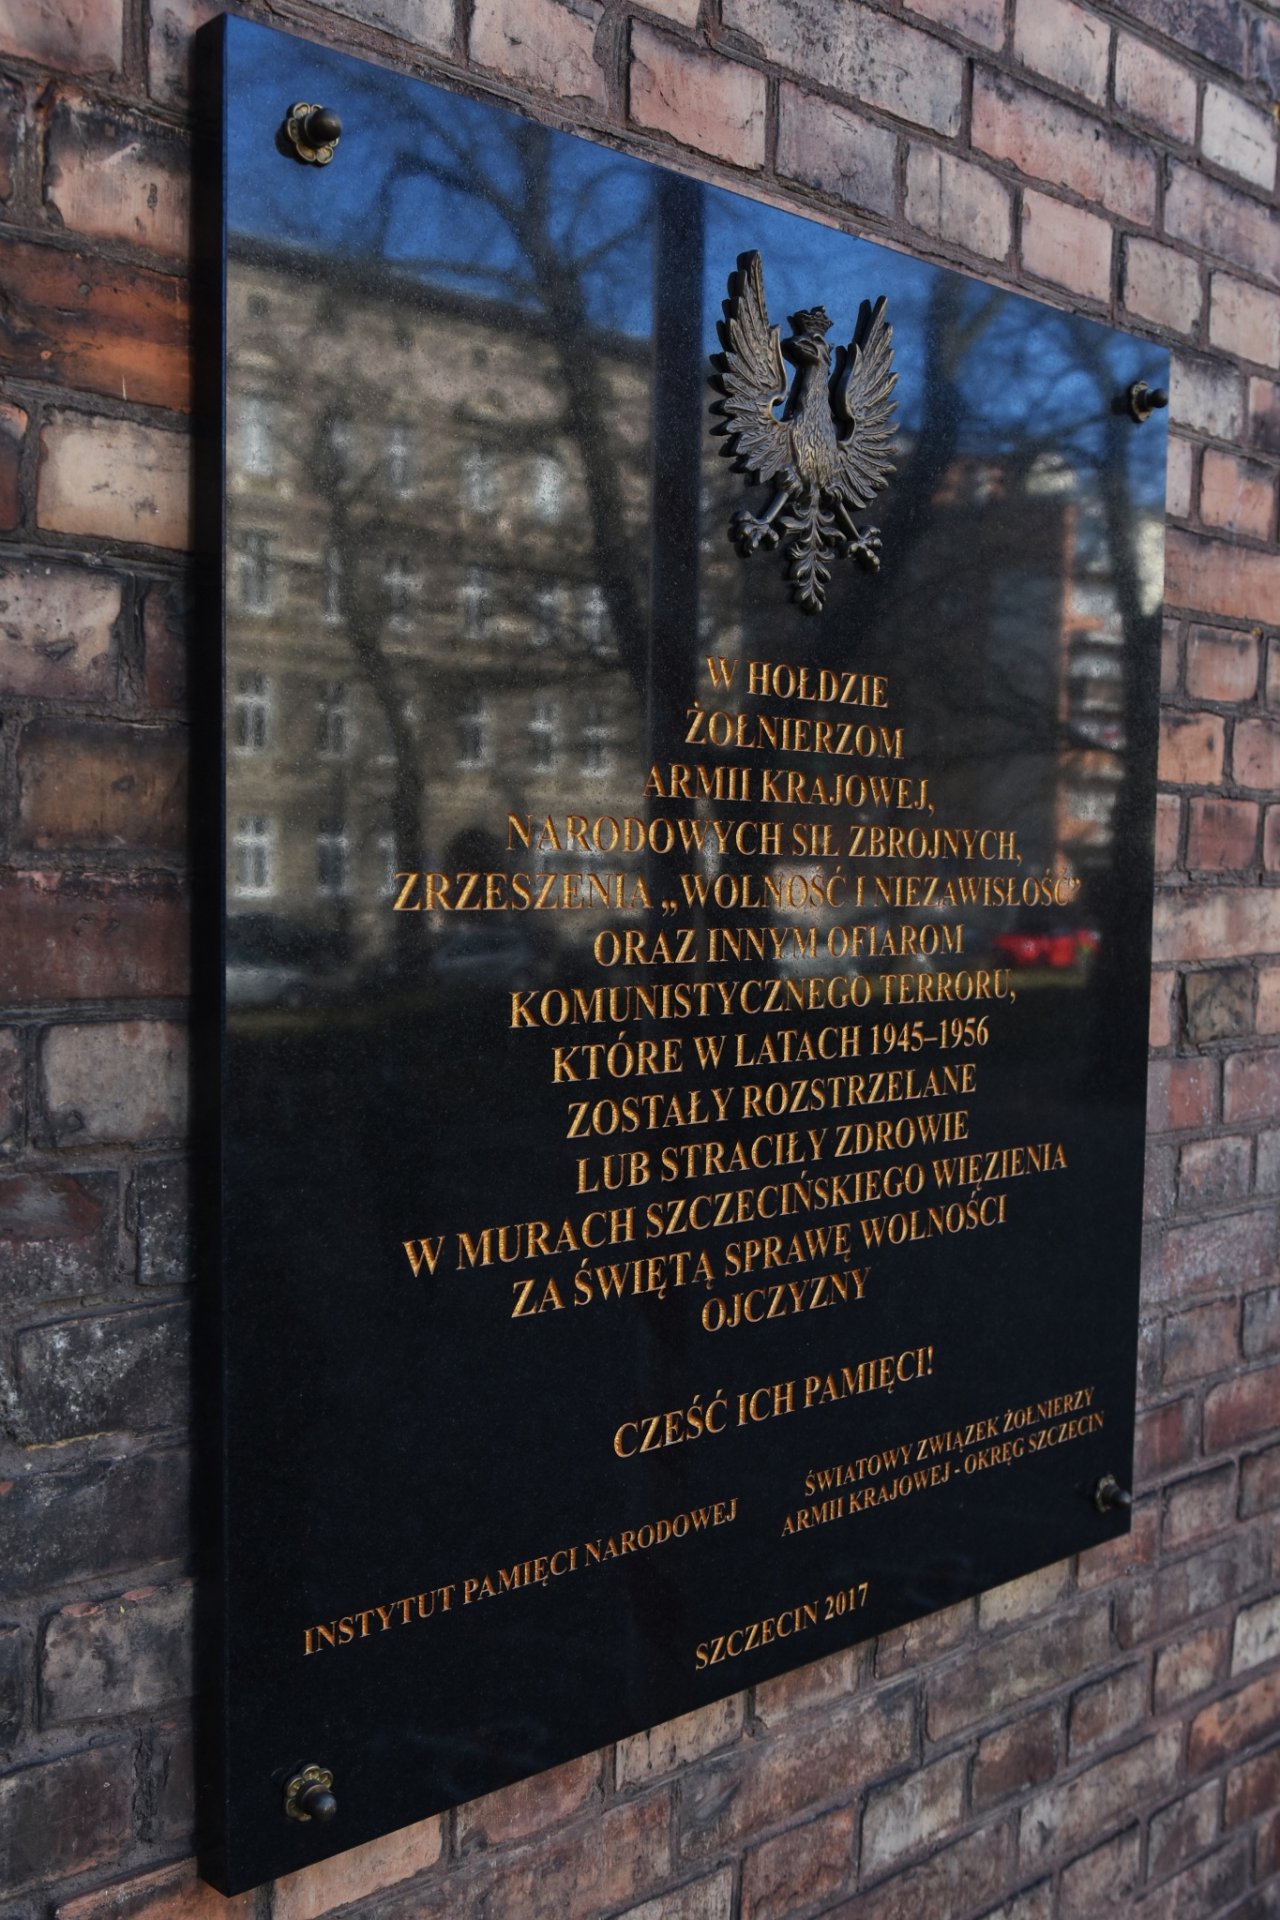 W HOŁDZIE
ŻOŁNIERZOM
ARMII KRAJOWEJ,
NARODOWYCH SIŁ ZBROJNYCH,
ZRZESZENIA „WOLNOŚĆ I NIEZAWISŁOŚĆ”
ORAZ INNYM OFIAROM
KOMUNISTYCZNEGO TERRORU,
KTÓRE W LATACH 1945–1956
ZOSTAŁY ROZSTRZELANE
LUB STRACIŁY ZDROWIE
W MURACH SZCZECIŃSKIEGO WIĘZIENIA
ZA ŚWIĘTĄ SPRAWĘ WOLNOŚCI
OJCZYZNY
CZEŚĆ ICH PAMIĘCI!
INSTYTUT PAMIĘCI NARODOWEJ
ŚWIATOWY ZWIĄZEK ŻOŁNIERZY
ARMII KRAJOWEJ - OKRĘG SZCZECIN
SZCZECIN 2017